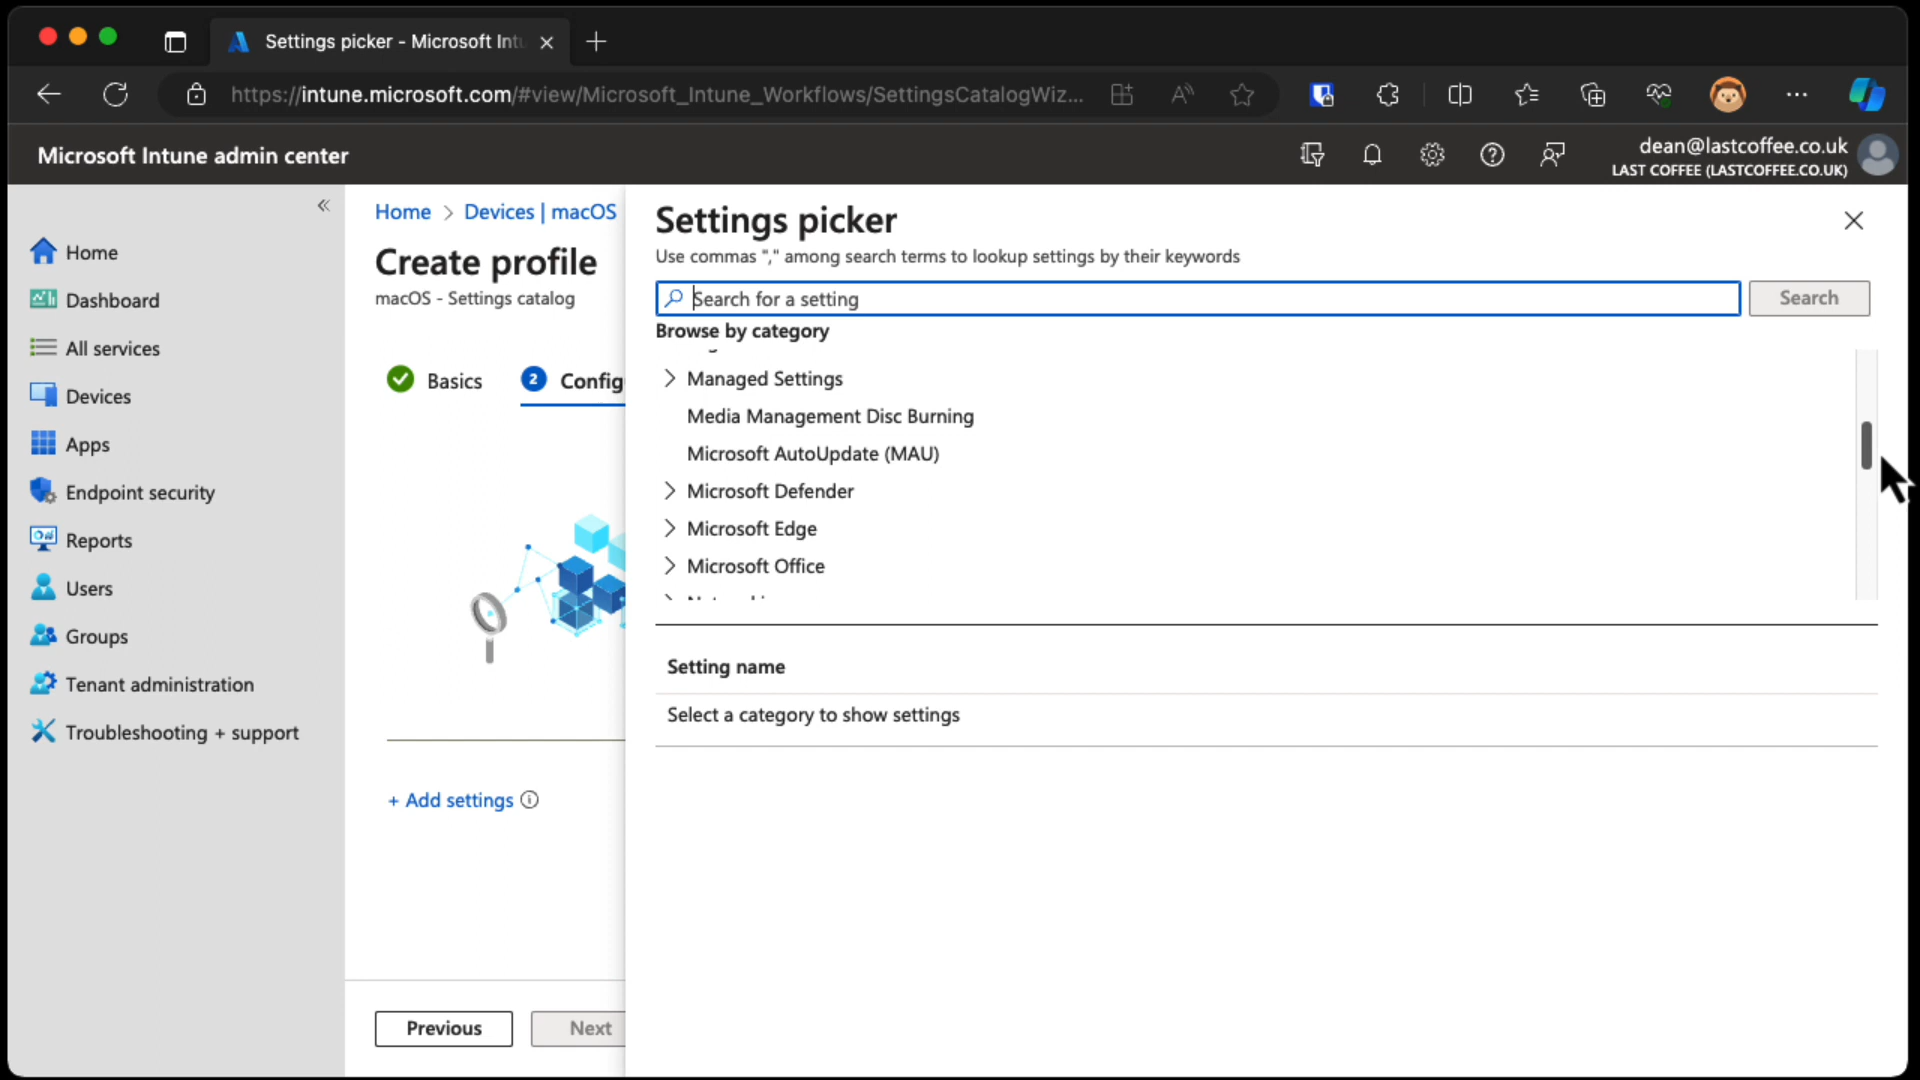 Settings picker - Microsoft Int
https://intune.microsoft.com/#view/Microsoft_Intune_Workflows/SettingsCatalogWiz...
Microsoft Intune admin center
dean@lastcoffee.co.uk
LAST COFFEE (LASTCOFFEE.CO.UK)
Home
Dashboard
All services
Devices
Apps
Endpoint security
Reports
Users
Groups
Tenant administration
Troubleshooting + support
Home > Devices | macOS
Create profile
macOS - Settings catalog
Basics
2 Config
+ Add settings
Previous
Next
Settings picker
Use commas "," among search terms to lookup settings by their keywords
Search for a setting
Search
Browse by category
Managed Settings
Media Management Disc Burning
Microsoft AutoUpdate (MAU)
Microsoft Defender
Microsoft Edge
Microsoft Office
Setting name
Select a category to show settings